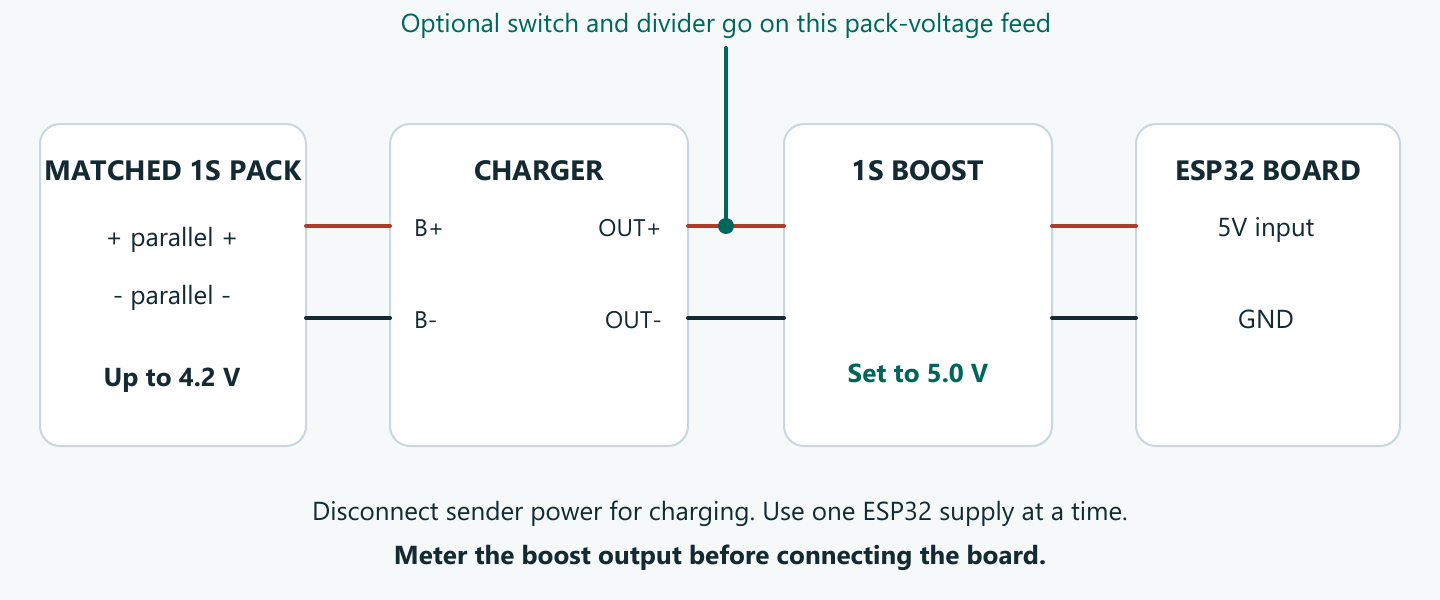 Optional switch and divider go on this pack-voltage feed
MATCHED 1S PACK
+ parallel +
- parallel -
Up to 4.2 V
CHARGER
B+
OUT+
B-
OUT-
1S BOOST
Set to 5.0 V
ESP32 BOARD
5V input
GND
Disconnect sender power for charging. Use one ESP32 supply at a time.
Meter the boost output before connecting the board.